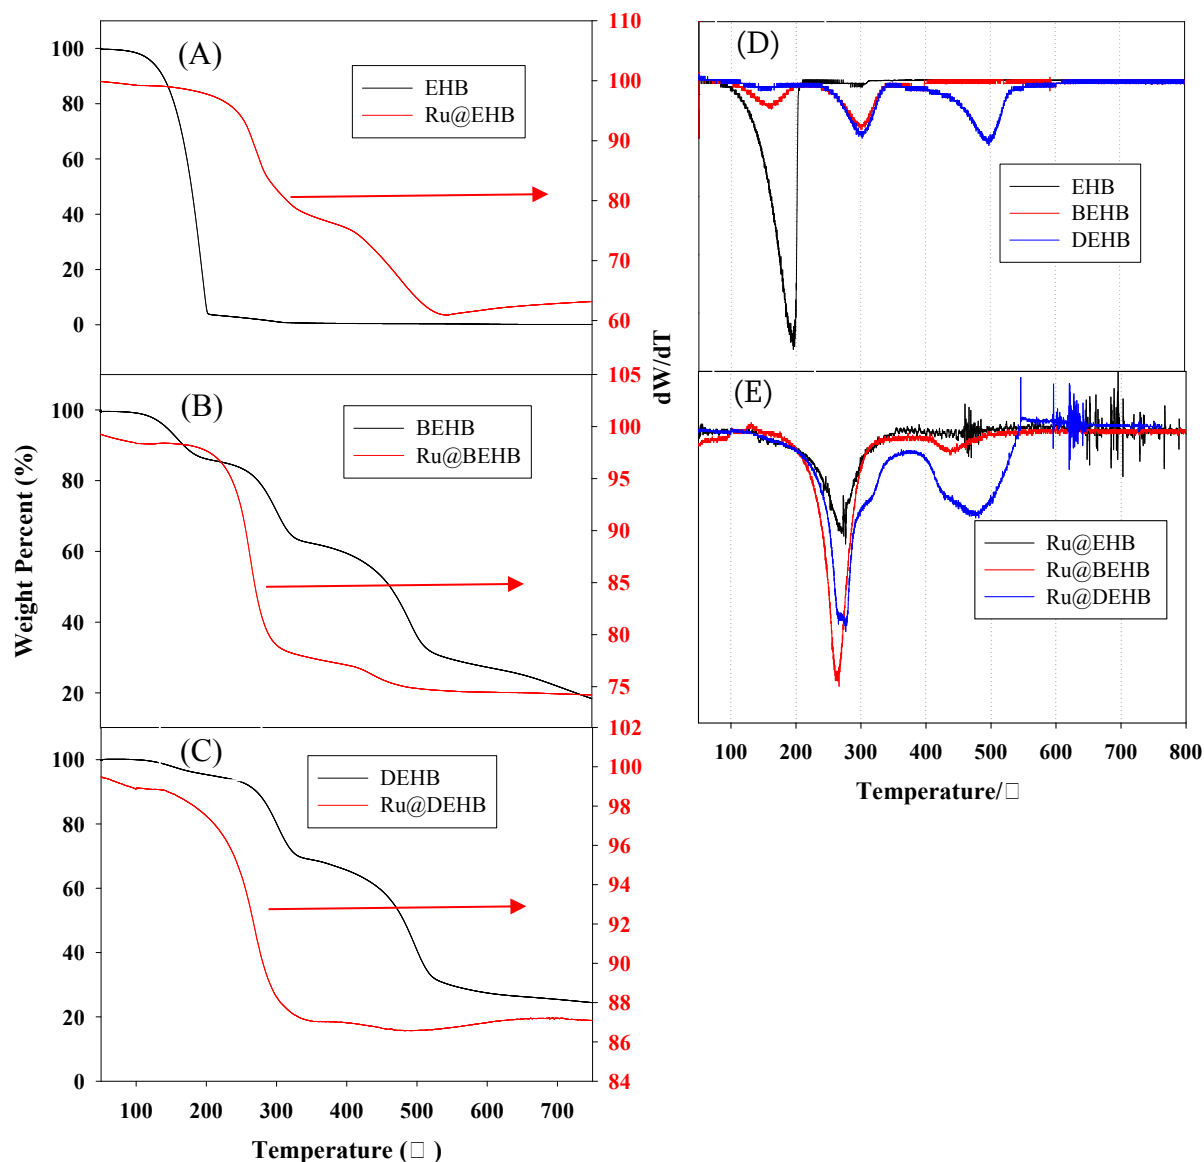 (A)
EHB
Ru@EHB
100
80
60
40
20
0
110
100
100
80
70
60
(B)
BEHB
Ru@BEHB
100
80
60
40
20
105
100
95
90
85
80
75
(C)
DEHB
Ru@DEHB
100
80
60
40
20
0
102
100
98
96
94
92
90
88
86
84
100 200 300 400 500 600 700
Temperature (□ )
Weight Percent (%)
(D)
EHB
BEHB
DEHB
dW/dT
(E)
Ru@EHB
Ru@BEHB
Ru@DEHB
100 200 300 400 500 600 700 800
Temperature/□